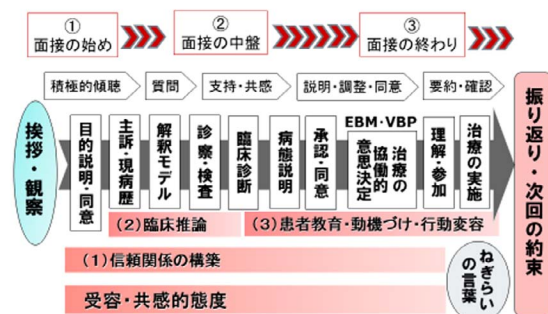 ①
面接の始め
②
面接の中盤
③
面接の終わり
積極的傾聴
質問
支持・共感
説明・調整・同意
要約・確認
挨拶・観察
目的説明・同意
主訴・現病歴
解釈モデル
診察・検査
臨床診断
病態説明
承認・同意
EBM・VBP
治療の
協働的
意思決定
理解・参加
治療の実施
振り返り・次回の約束
(2)臨床推論
(3)患者教育・動機づけ・行動変容
(1)信頼関係の構築
受容・共感的態度
ねぎらい
の言葉